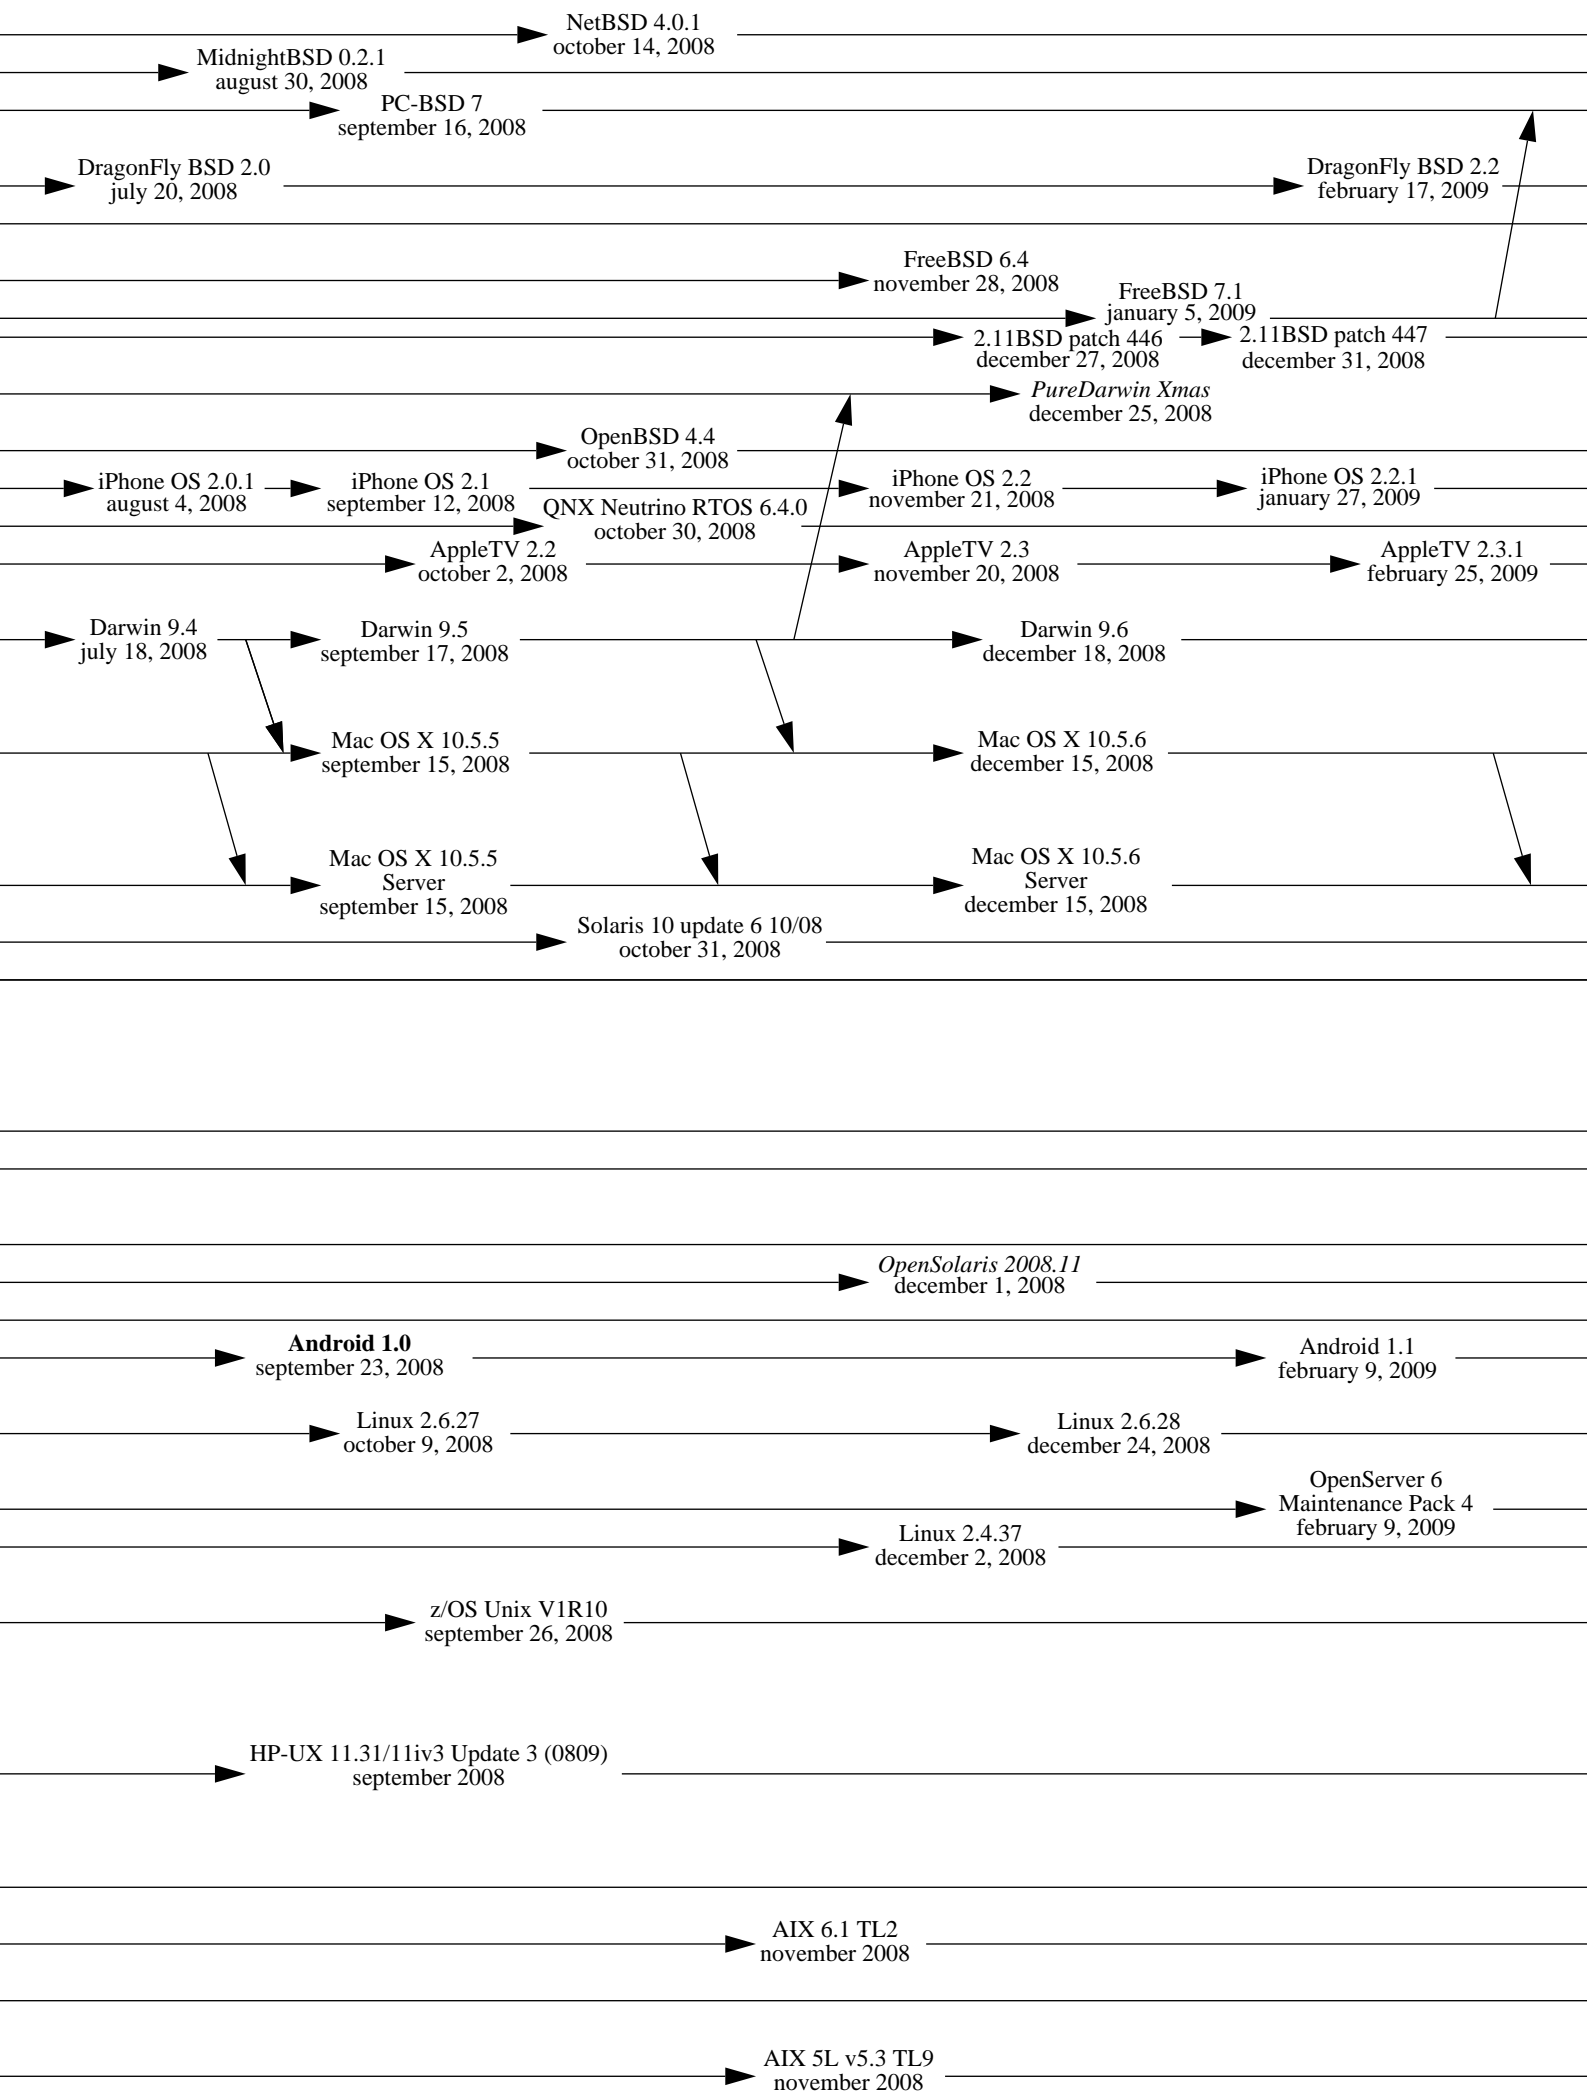 NetBSD 4.0.1
october 14, 2008
MidnightBSD 0.2.1
august 30, 2008
PC-BSD 7
september 16, 2008
DragonFly BSD 2.0
july 20, 2008
DragonFly BSD 2.2
february 17, 2009
FreeBSD 6.4
november 28, 2008
FreeBSD 7.1
january 5, 2009
2.11BSD patch 446
december 27, 2008
2.11BSD patch 447
december 31, 2008
PureDarwin Xmas
december 25, 2008
OpenBSD 4.4
october 31, 2008
iPhone OS 2.0.1
august 4, 2008
iPhone OS 2.1
september 12, 2008
iPhone OS 2.2
november 21, 2008
iPhone OS 2.2.1
january 27, 2009
QNX Neutrino RTOS 6.4.0
october 30, 2008
AppleTV 2.2
october 2, 2008
AppleTV 2.3
november 20, 2008
AppleTV 2.3.1
february 25, 2009
Darwin 9.4
july 18, 2008
Darwin 9.5
september 17, 2008
Darwin 9.6
december 18, 2008
Mac OS X 10.5.5
september 15, 2008
Mac OS X 10.5.6
december 15, 2008
Mac OS X 10.5.5
Server
september 15, 2008
Mac OS X 10.5.6
Server
december 15, 2008
Solaris 10 update 6 10/08
october 31, 2008
OpenSolaris 2008.11
december 1, 2008
Android 1.0
september 23, 2008
Android 1.1
february 9, 2009
Linux 2.6.27
october 9, 2008
Linux 2.6.28
december 24, 2008
OpenServer 6
Maintenance Pack 4
february 9, 2009
Linux 2.4.37
december 2, 2008
z/OS Unix V1R10
september 26, 2008
HP-UX 11.31/11iv3 Update 3 (0809)
september 2008
AIX 6.1 TL2
november 2008
AIX 5L v5.3 TL9
november 2008